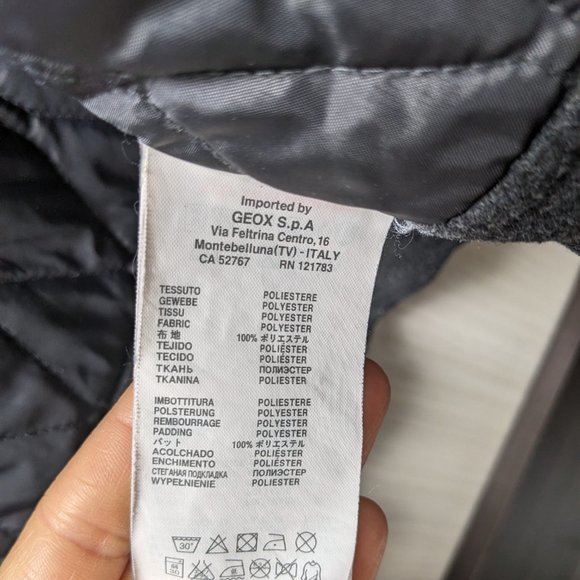 Imported by
GEOX S.p.A
Via Feltrina Centro, 16
Montebelluna(TV) - ITALY
CA 52767 RN 121783
TESSUTO POLIESTERE
GEWEBE POLYESTER
TISSU POLYESTER
FABRIC POLYESTER
布地 100% ポリエステル
TEJIDO POLIÉSTER
TECIDO POLIÉSTER
ТКАНЬ ПОЛИЭСТЕР
TKANINA POLIESTER
IMBOTTITURA POLIESTERE
POLSTERUNG POLYESTER
REMBOURRAGE POLYESTER
PADDING POLYESTER
パット 100% ポリエステル
ACOLCHADO POLIÉSTER
ENCHIMENTO POLIÉSTER
СТЕГАНАЯ ПОДКЛАДКА ПОЛИЭСТЕР
WYPEŁNIENIE POLIESTER
30°